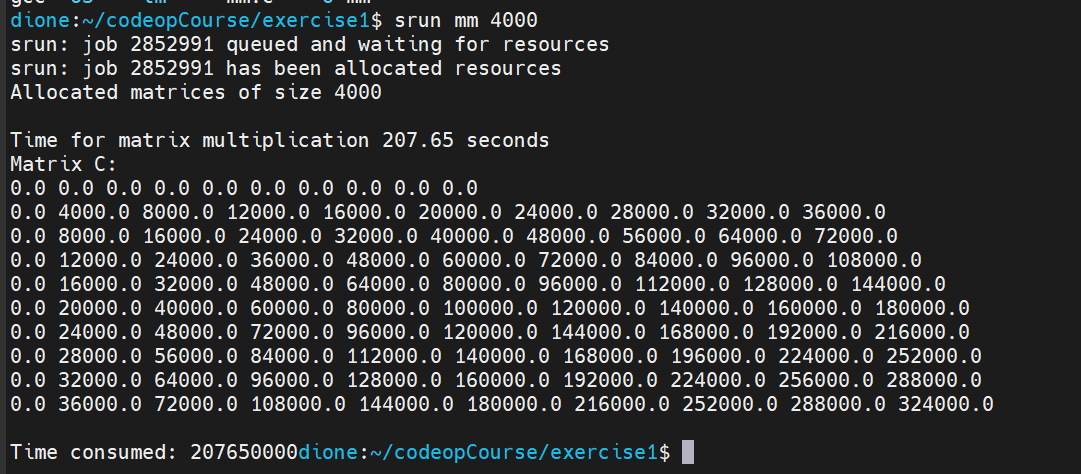 dione:~/codeopCourse/exercise1$ srun mm 4000
srun: job 2852991 queued and waiting for resources
srun: job 2852991 has been allocated resources
Allocated matrices of size 4000
Time for matrix multiplication 207.65 seconds
Matrix C:
0.0 0.0 0.0 0.0 0.0 0.0 0.0 0.0 0.0 0.0
0.0 4000.0 8000.0 12000.0 16000.0 20000.0 24000.0 28000.0 32000.0 36000.0
0.0 8000.0 16000.0 24000.0 32000.0 40000.0 48000.0 56000.0 64000.0 72000.0
0.0 12000.0 24000.0 36000.0 48000.0 60000.0 72000.0 84000.0 96000.0 108000.0
0.0 16000.0 32000.0 48000.0 64000.0 80000.0 96000.0 112000.0 128000.0 144000.0
0.0 20000.0 40000.0 60000.0 80000.0 100000.0 120000.0 140000.0 160000.0 180000.0
0.0 24000.0 48000.0 72000.0 96000.0 120000.0 144000.0 168000.0 192000.0 216000.0
0.0 28000.0 56000.0 84000.0 112000.0 140000.0 168000.0 196000.0 224000.0 252000.0
0.0 32000.0 64000.0 96000.0 128000.0 160000.0 192000.0 224000.0 256000.0 288000.0
0.0 36000.0 72000.0 108000.0 144000.0 180000.0 216000.0 252000.0 288000.0 324000.0
Time consumed: 207650000dione:~/codeopCourse/exercise1$